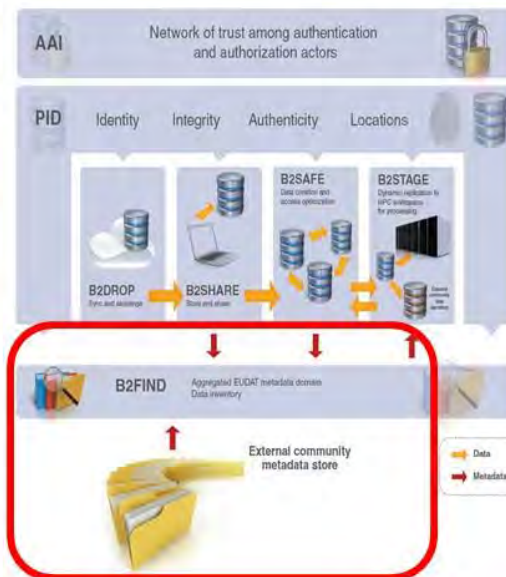 AAI
Network of trust among authentication
and authorization actors
PID
Identity
Integrity
Authenticity
Locations
B2DROP
Sync and exchange
B2SHARE
Store and share
B2SAFE
Data curation and
access optimization
B2STAGE
Dynamic replication to
HPC workspace
for processing
B2FIND
Aggregated EUDAT metadata domain
Data inventory
External community
metadata store
Data
Metadata